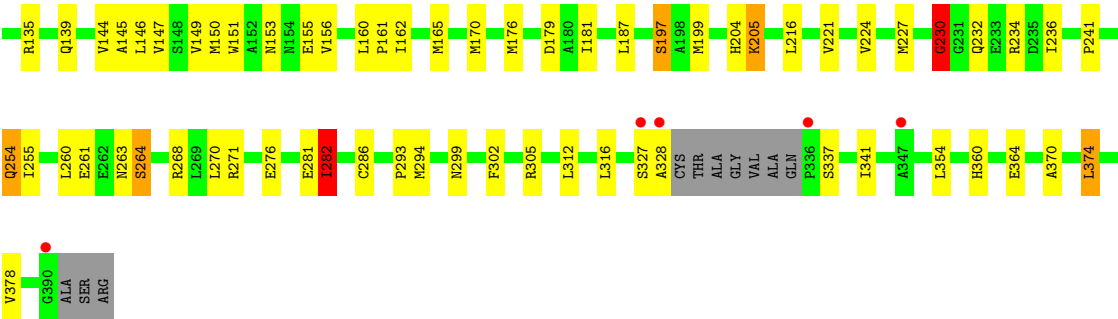 R135 Q139 V144 A145 L146 V147 S148 V149 M150 W151 A152 N153 N154 E155 V156 L160 P161 I162 M165 M170 M176 D179 A180 I181 L187 S197 A198 M199 H204 K205 L216 V221 V224 M227 G230 G231 Q232 E233 R234 D235 I236 P241
Q254 I255 L260 E261 E262 N263 S264 R268 L269 L270 R271 E276 E281 I282 C286 P293 M294 N299 F302 R305 L312 L316 S327 A328 CYS THR ALA GLY VAL ALA GLN P336 S337 I341 A347 L354 H360 E364 A370 L374
V378 G390 ALA SER ARG